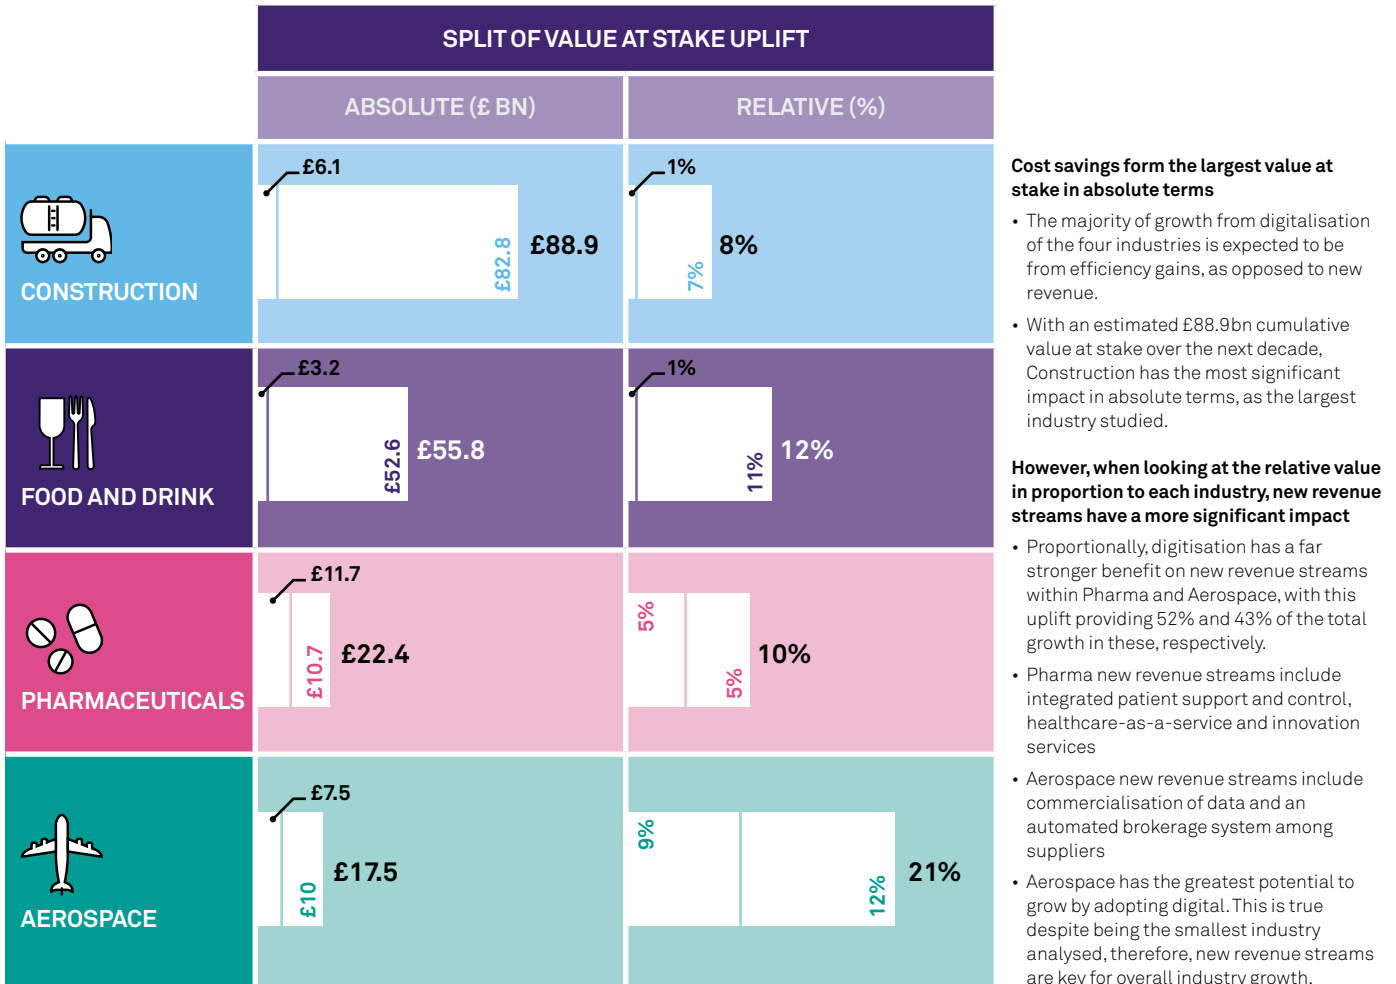 SPLIT OF VALUE AT STAKE UPLIFT
ABSOLUTE (£ BN)
RELATIVE (%)
CONSTRUCTION
£6.1
£82.8
£88.9
1%
7%
8%
FOOD AND DRINK
£3.2
£52.6
£55.8
1%
11%
12%
PHARMACEUTICALS
£11.7
£10.7
£22.4
5%
5%
10%
AEROSPACE
£7.5
£10
£17.5
9%
12%
21%
Cost savings form the largest value at
stake in absolute terms
• The majority of growth from digitalisation
of the four industries is expected to be
from efficiency gains, as opposed to new
revenue.
• With an estimated £88.9bn cumulative
value at stake over the next decade,
Construction has the most significant
impact in absolute terms, as the largest
industry studied.
However, when looking at the relative value
in proportion to each industry, new revenue
streams have a more significant impact
• Proportionally, digitisation has a far
stronger benefit on new revenue streams
within Pharma and Aerospace, with this
uplift providing 52% and 43% of the total
growth in these, respectively.
• Pharma new revenue streams include
integrated patient support and control,
healthcare-as-a-service and innovation
services
• Aerospace new revenue streams include
commercialisation of data and an
automated brokerage system among
suppliers
• Aerospace has the greatest potential to
grow by adopting digital. This is true
despite being the smallest industry
analysed, therefore, new revenue streams
are key for overall industry growth.